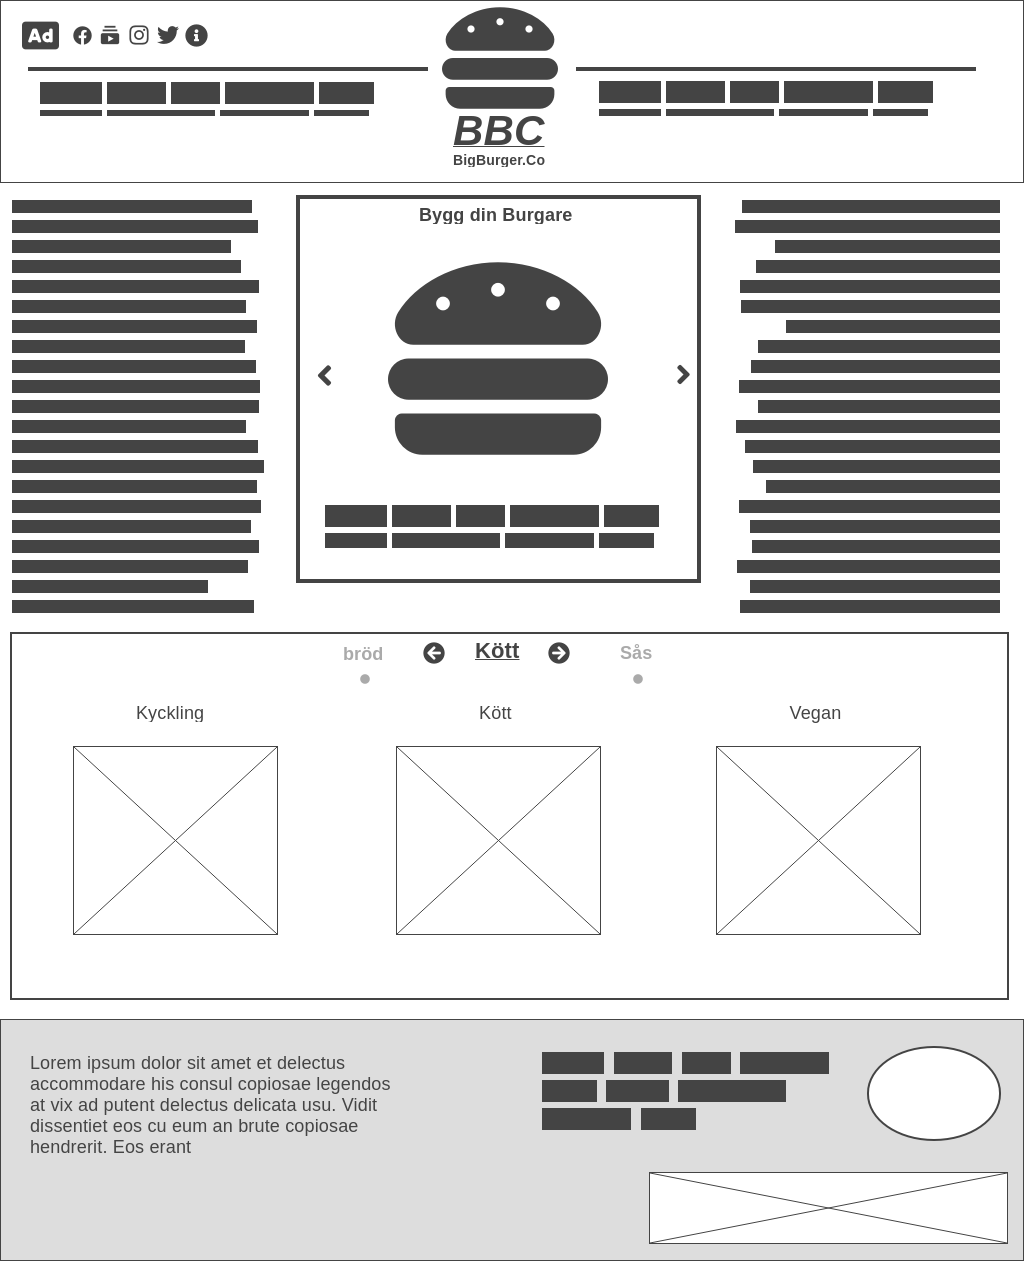 Ad
BBC
BigBurger.Co
Bygg din Burgare
bröd
Kött
Sås
Kyckling
Kött
Vegan
Lorem ipsum dolor sit amet et delectus
accommodare his consul copiosae legendos
at vix ad putent delectus delicata usu. Vidit
dissentiet eos cu eum an brute copiosae
hendrerit. Eos erant